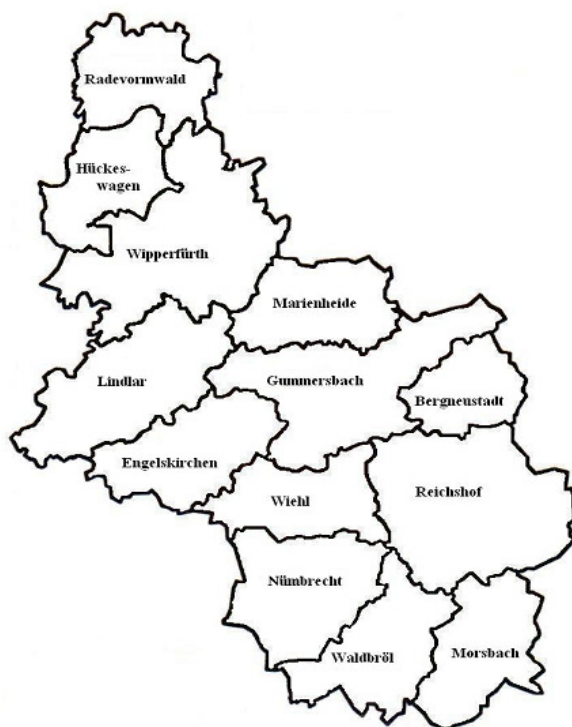 Radevormwald
Hückes-
wagen
Wipperfürth
Marienheide
Lindlar
Gummersbach
Bergneustadt
Engelskirchen
Wiehl
Reichshof
Nümbrecht
Waldbröl
Morsbach